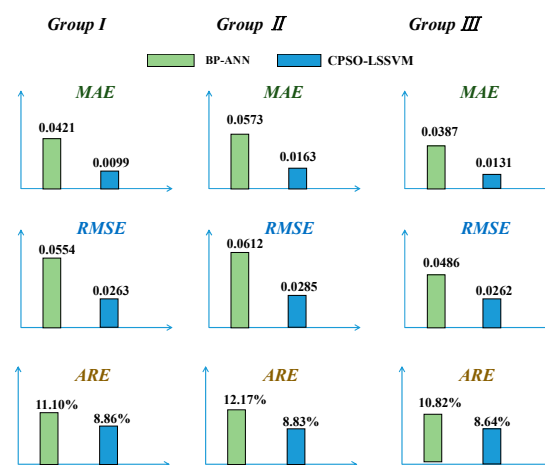 Group I Group II Group III
BP-ANN CPSO-LSSVM
MAE MAE MAE
0.0421 0.0099 0.0573 0.0163 0.0387 0.0131
RMSE RMSE RMSE
0.0554 0.0263 0.0612 0.0285 0.0486 0.0262
ARE ARE ARE
11.10% 8.86% 12.17% 8.83% 10.82% 8.64%